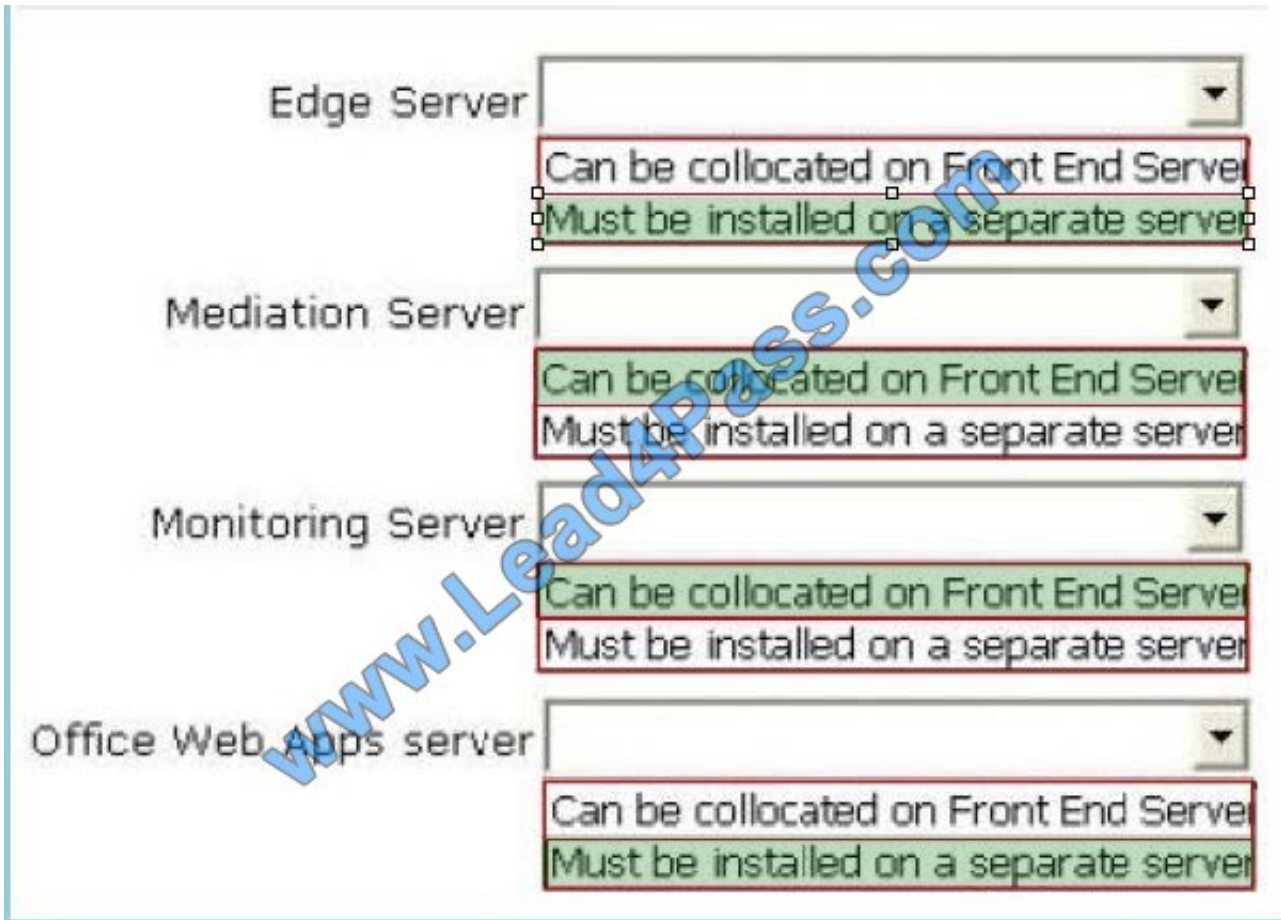 Edge Server
Can be collocated on Front End Server
Must be installed on a separate server
Mediation Server
Can be collocated on Front End Server
Must be installed on a separate server
Monitoring Server
Can be collocated on Front End Server
Must be installed on a separate server
Office Web Apps server
Can be collocated on Front End Server
Must be installed on a separate server
www.Lead4Pass.com